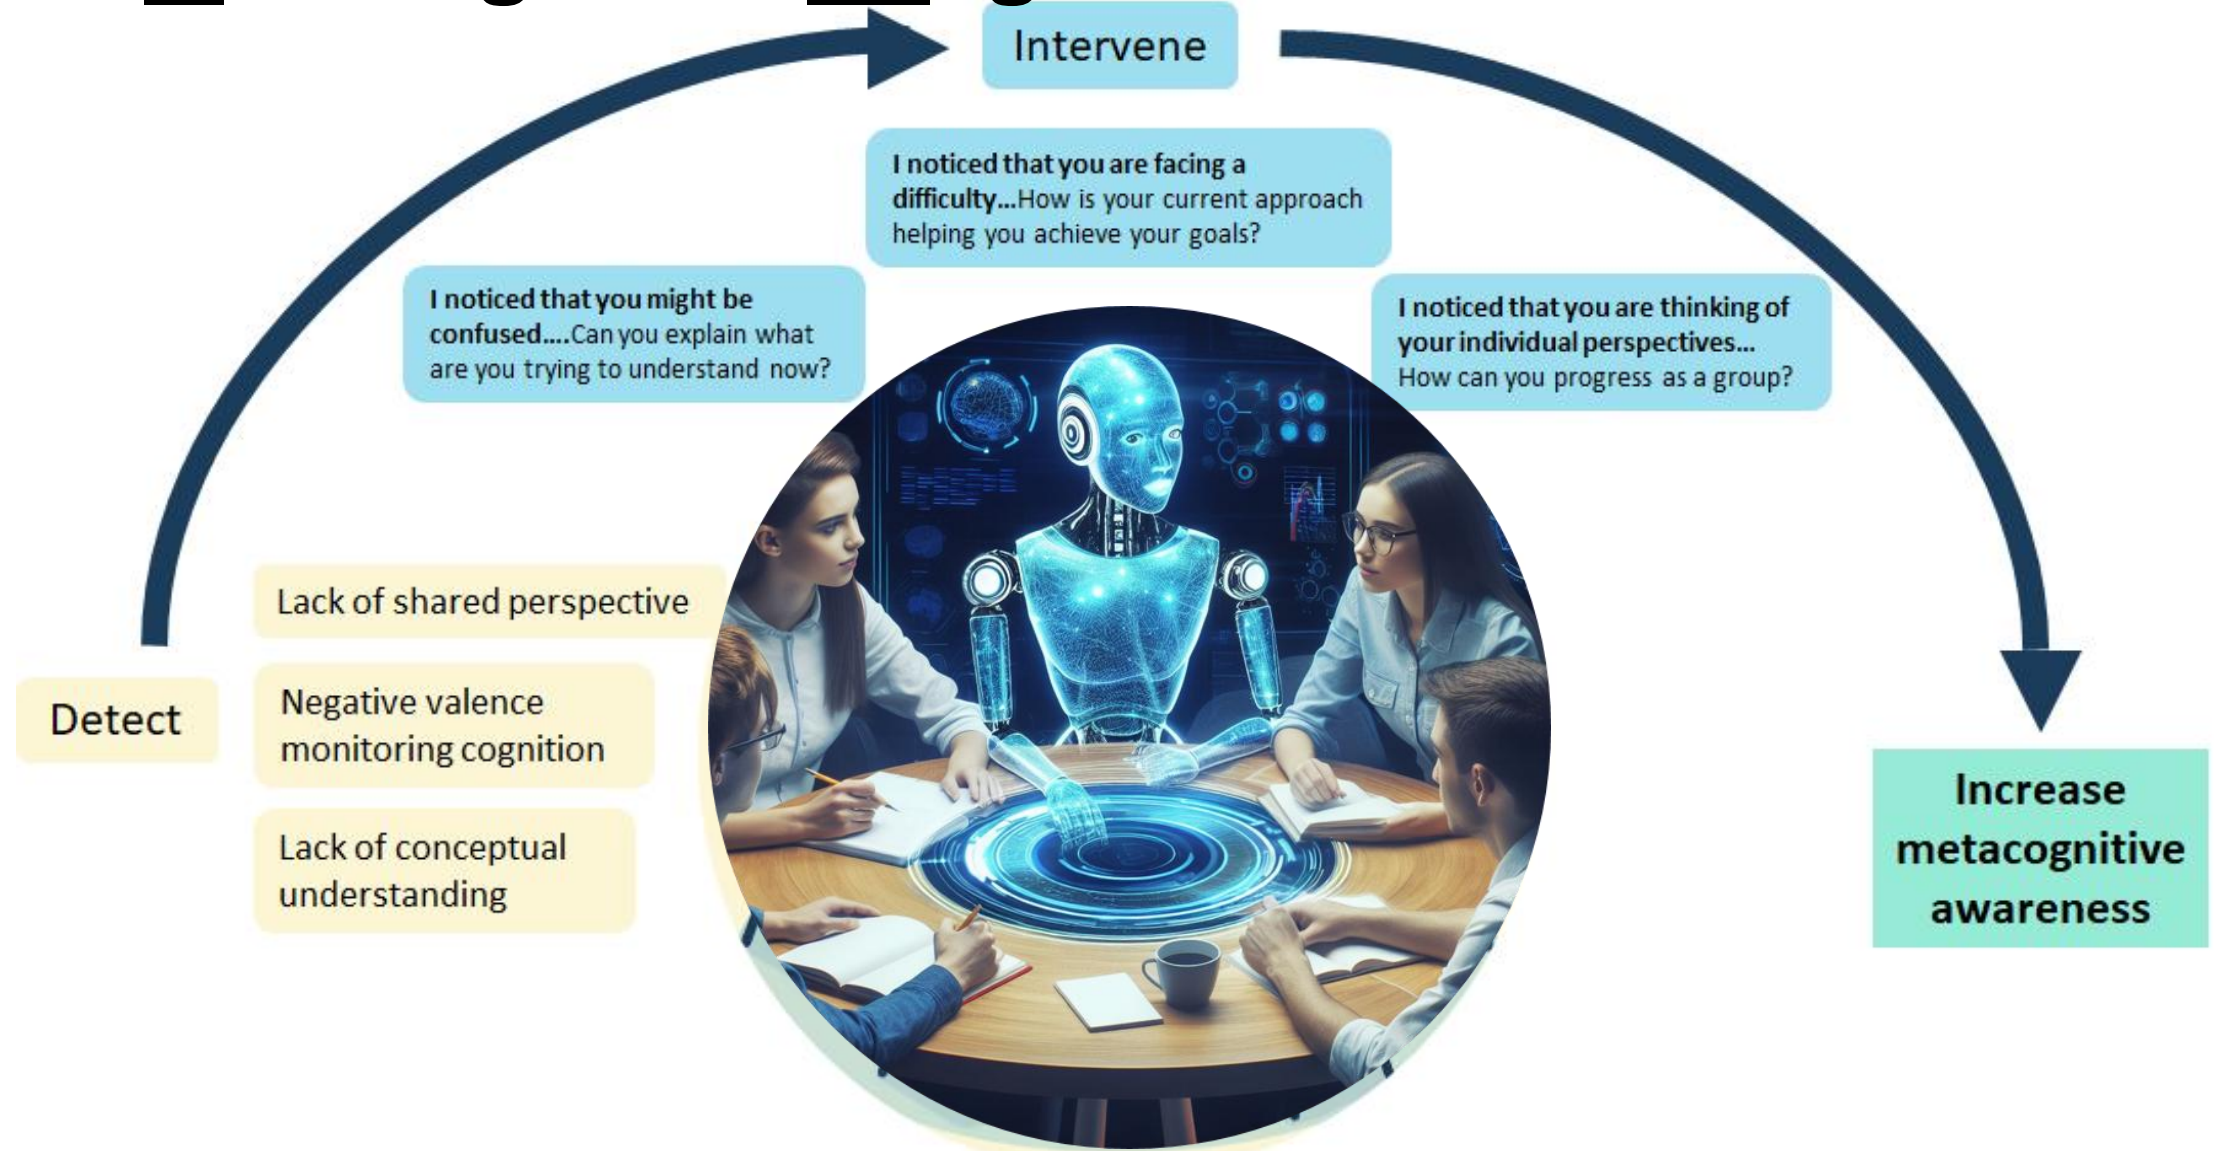 Intervene
I noticed that you are facing a
difficulty...How is your current approach
helping you achieve your goals?
I noticed that you might be
confused....Can you explain what
are you trying to understand now?
I noticed that you are thinking of
your individual perspectives...
How can you progress as a group?
Lack of shared perspective
Detect
Negative valence
monitoring cognition
Lack of conceptual
understanding
Increase
metacognitive
awareness